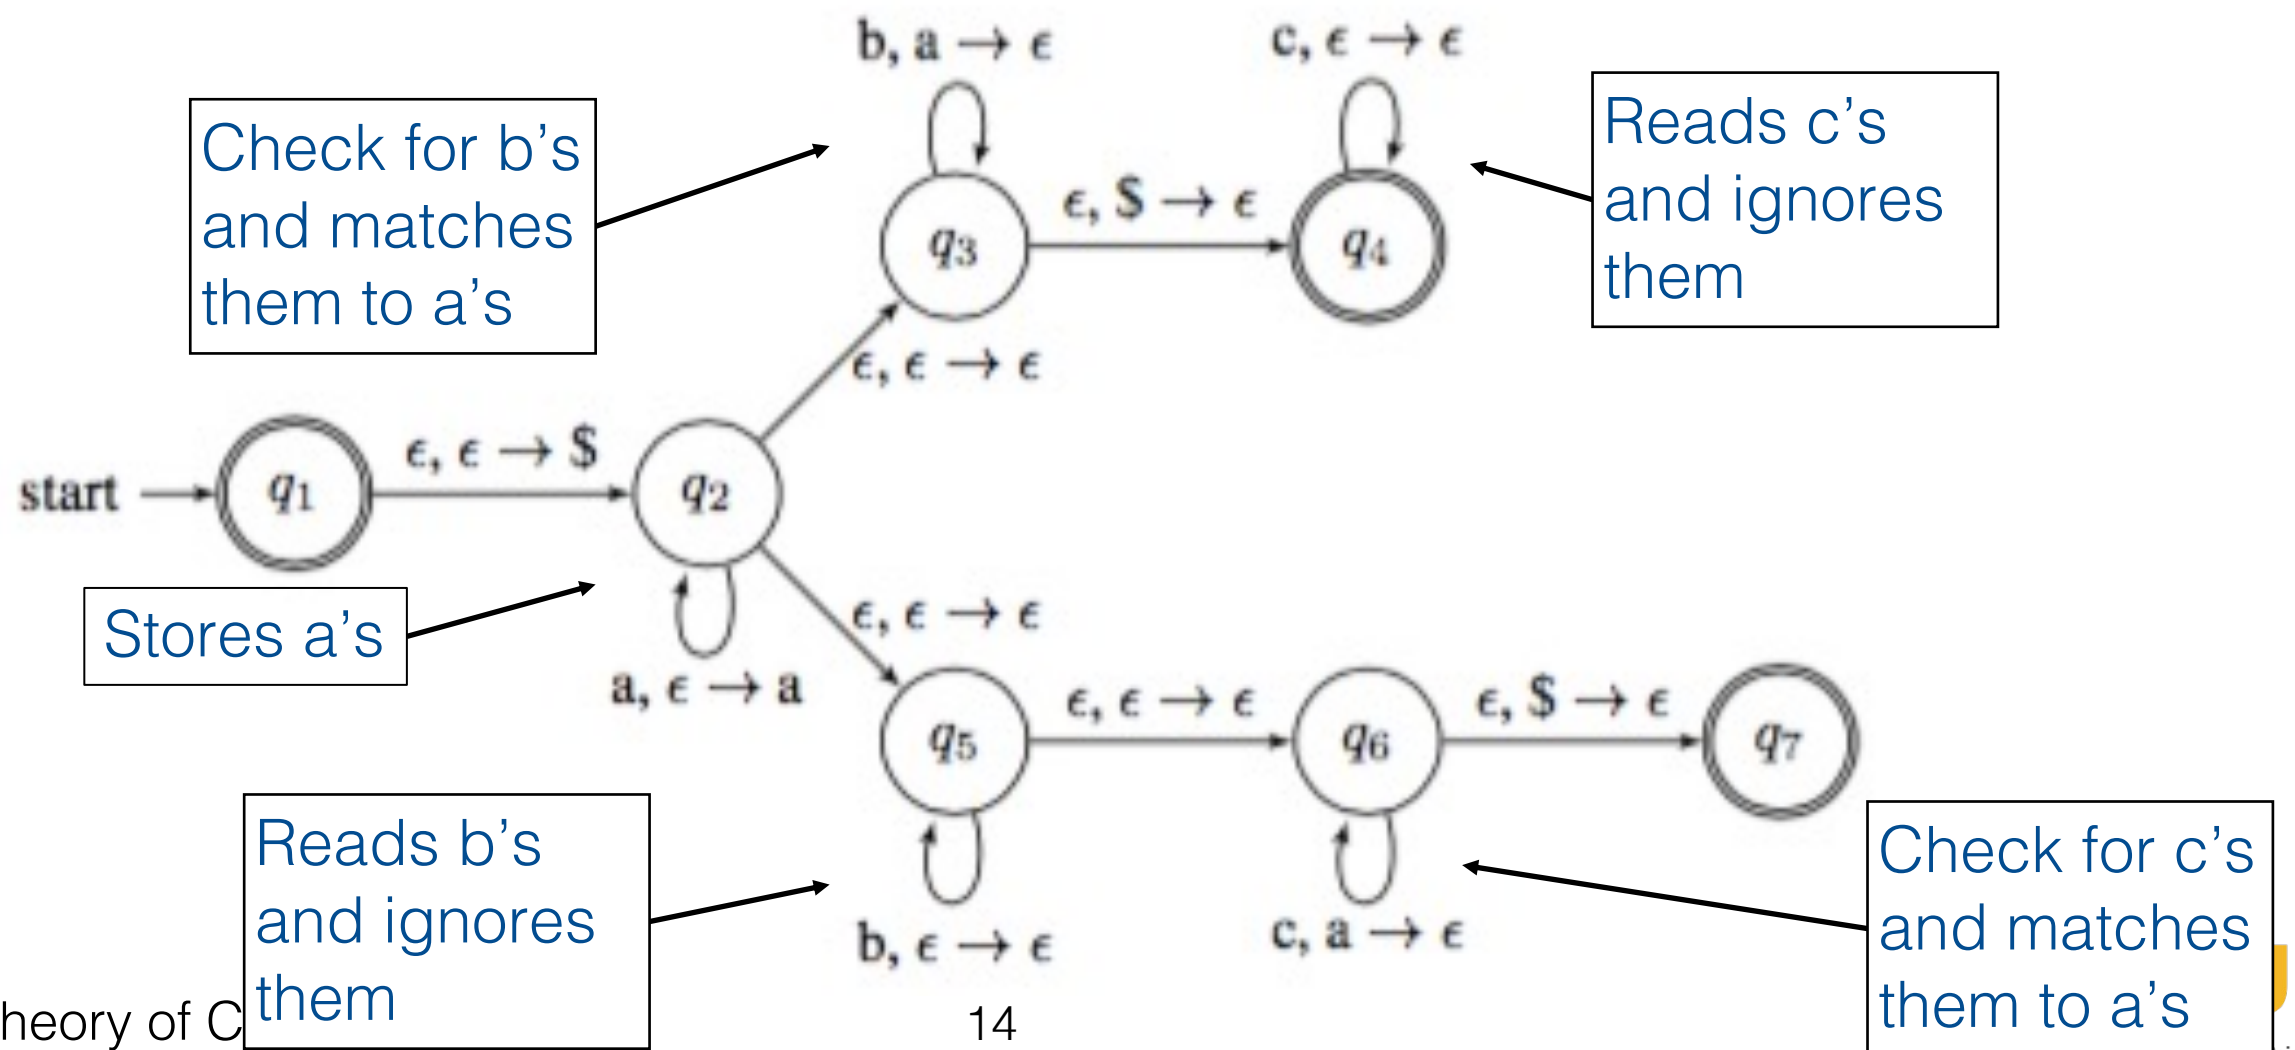 b, a → ϵ
c, ϵ → ϵ
Check for b’s
and matches
them to a’s
Reads c’s
and ignores
them
q3
ϵ, $ → ϵ
q4
ϵ, ϵ → ϵ
start
q1
ϵ, ϵ → $
q2
Stores a’s
a, ϵ → a
ϵ, ϵ → ϵ
q5
ϵ, ϵ → ϵ
q6
ϵ, $ → ϵ
q7
Reads b’s
and ignores
them
b, ϵ → ϵ
c, a → ϵ
Check for c’s
and matches
them to a’s
heory of C
14